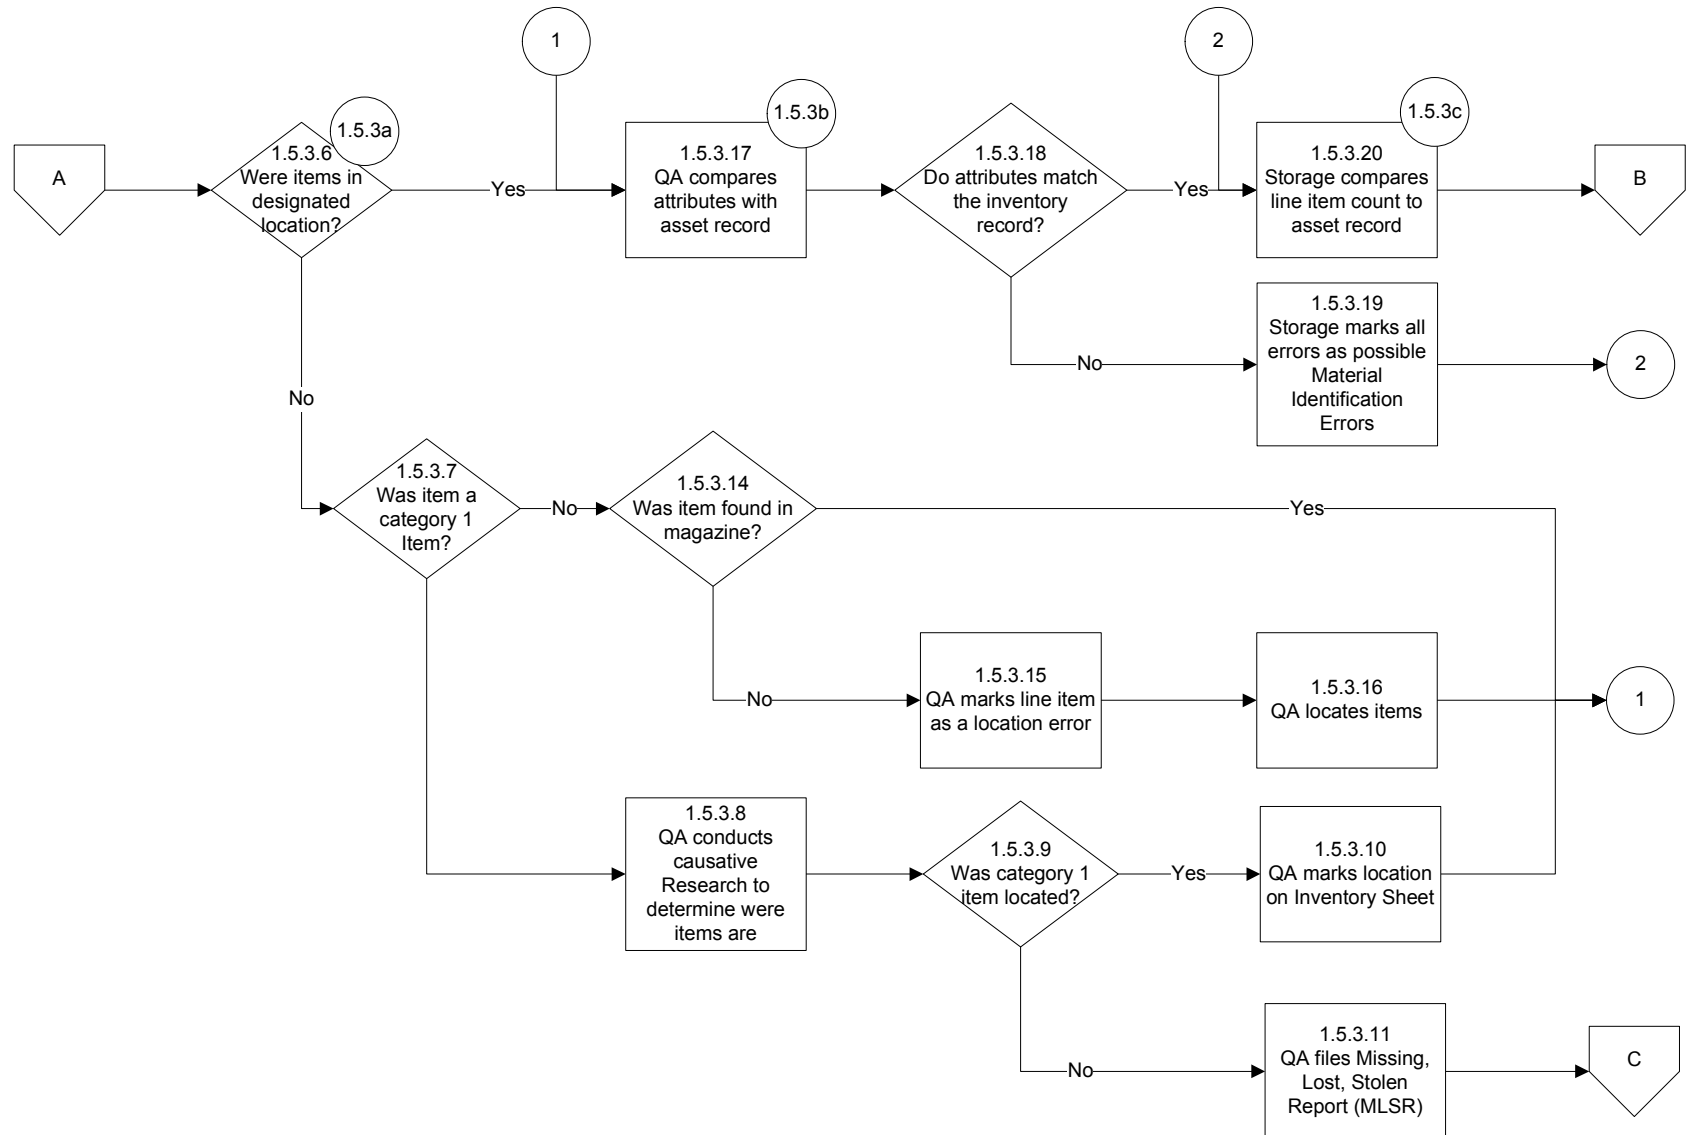 1
2
1.5.3a
1.5.3b
1.5.3c
A
1.5.3.6
Were items in
designated
location?
Yes
1.5.3.17
QA compares
attributes with
asset record
1.5.3.18
Do attributes match
the inventory
record?
Yes
1.5.3.20
Storage compares
line item count to
asset record
B
No
1.5.3.19
Storage marks all
errors as possible
Material
Identification
Errors
2
No
1.5.3.7
Was item a
category 1
Item?
No
1.5.3.14
Was item found in
magazine?
Yes
No
1.5.3.15
QA marks line item
as a location error
1.5.3.16
QA locates items
1
1.5.3.8
QA conducts
causative
Research to
determine were
items are
1.5.3.9
Was category 1
item located?
Yes
1.5.3.10
QA marks location
on Inventory Sheet
No
1.5.3.11
QA files Missing,
Lost, Stolen
Report (MLSR)
C